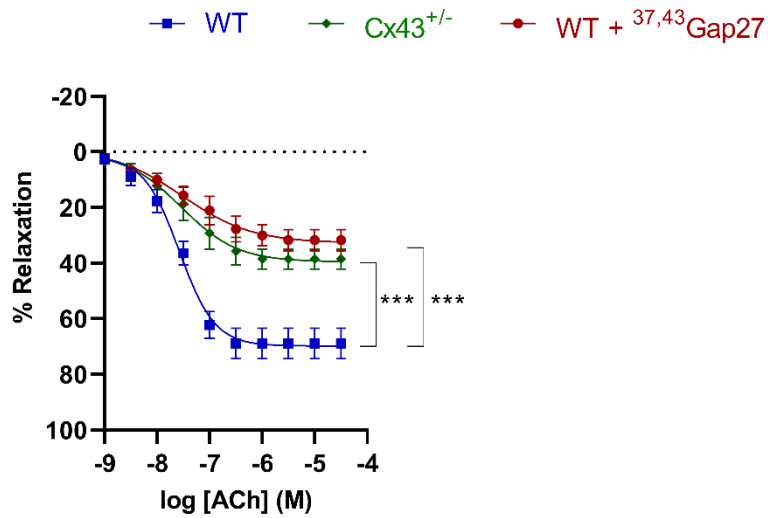 WT Cx43+/- WT + 37,43Gap27
-20
0
20
40
60
80
100
% Relaxation
*** ***
-9 -8 -7 -6 -5 -4
log [ACh] (M)